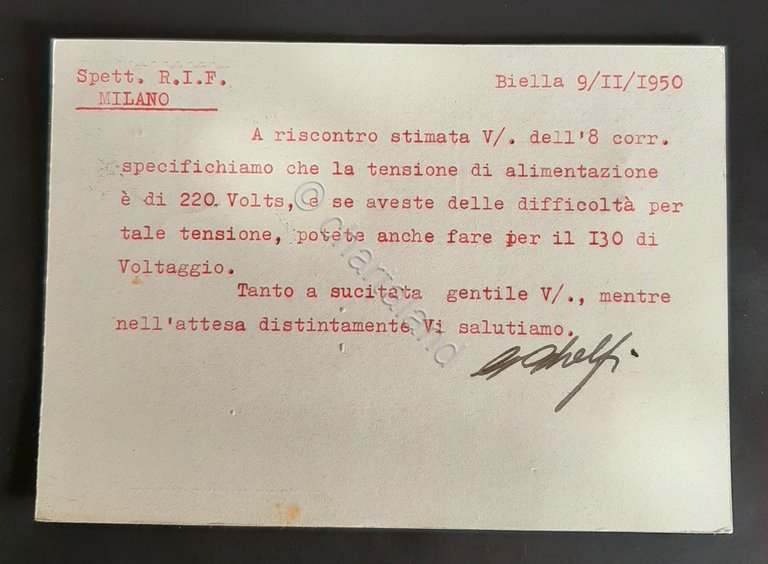 Spett. R.I.F. Biella 9/II/1950
MILANO
A riscontro stimata V/. dell'8 corr.
specifichiamo che la tensione di alimentazione
è di 220 Volts, e se aveste delle difficoltà per
tale tensione, potete anche fare per il I30 di
Voltaggio.
Tanto a sucitata gentile V/., mentre
nell'attesa distintamente Vi salutiamo.
© chartaland